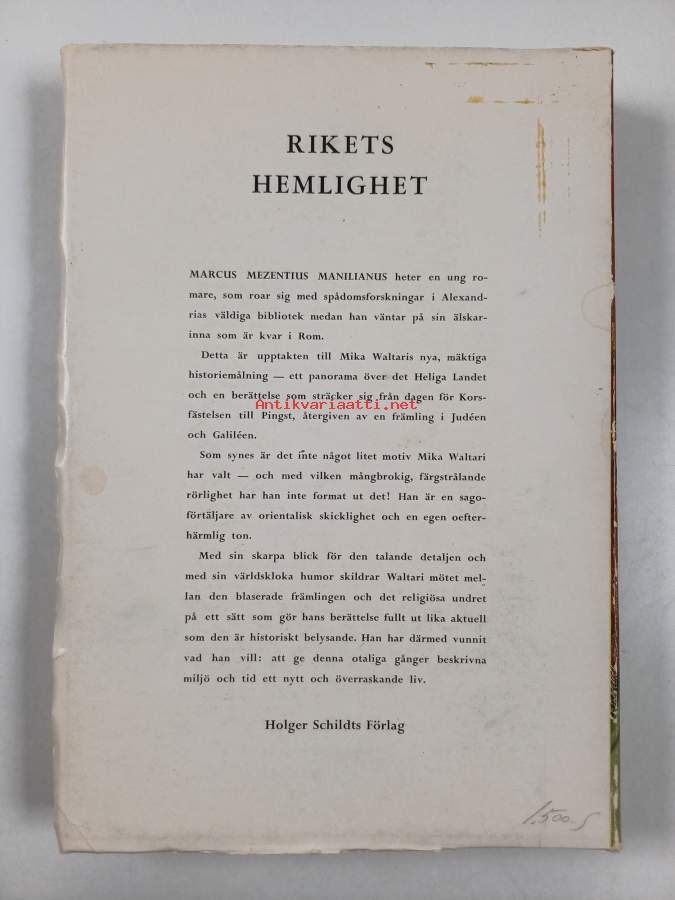 RIKETS
HEMLIGHET
MARCUS MEZENTIUS MANILIANUS heter en ung ro-
mare, som roar sig med spådomsforskningar i Alexand-
rias väldiga bibliotek medan han väntar på sin älskar-
inna som är kvar i Rom.
Detta är upptakten till Mika Waltaris nya, mäktiga
historiemålning — ett panorama över det Heliga Landet
och en berättelse som sträcker sig från dagen för Kors-
Antikvariaatti.net
fästelsen till Pingst, återgiven av en främling i Judéen
och Galiléen.
Som synes är det inte något litet motiv Mika Waltari
har valt — och med vilken mångbrokig, färgstrålande
rörlighet har han inte format ut det! Han är en sago-
förtäljare av orientalisk skicklighet och en egen oefter-
härmlig ton.
Med sin skarpa blick för den talande detaljen och
med sin världskloka humor skildrar Waltari mötet mel-
lan den blaserade främlingen och det religiösa undret
på ett sätt som gör hans berättelse fullt ut lika aktuell
som den är historiskt belysande. Han har därmed vunnit
vad han vill: att ge denna otaliga gånger beskrivna
miljö och tid ett nytt och överraskande liv.
Holger Schildts Förlag